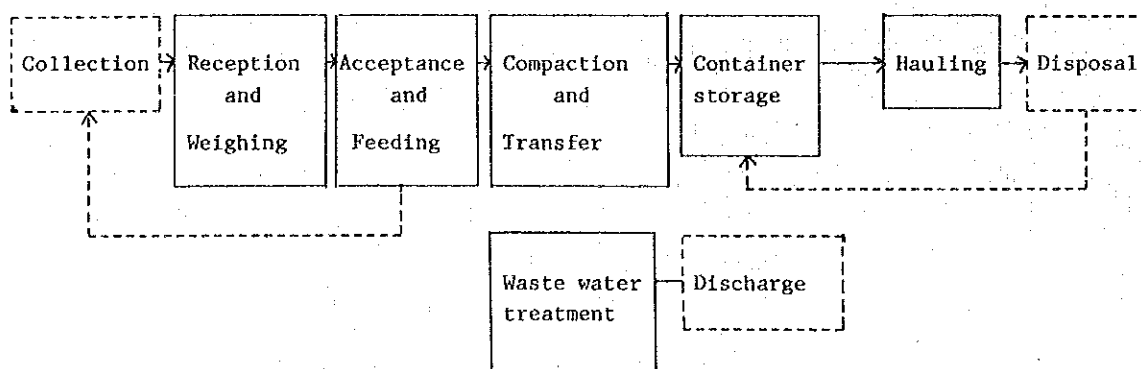 Collection
Reception
and
Weighing
Acceptance
and
Feeding
Compaction
and
Transfer
Container
storage
Hauling
Disposal
Waste water
treatment
Discharge